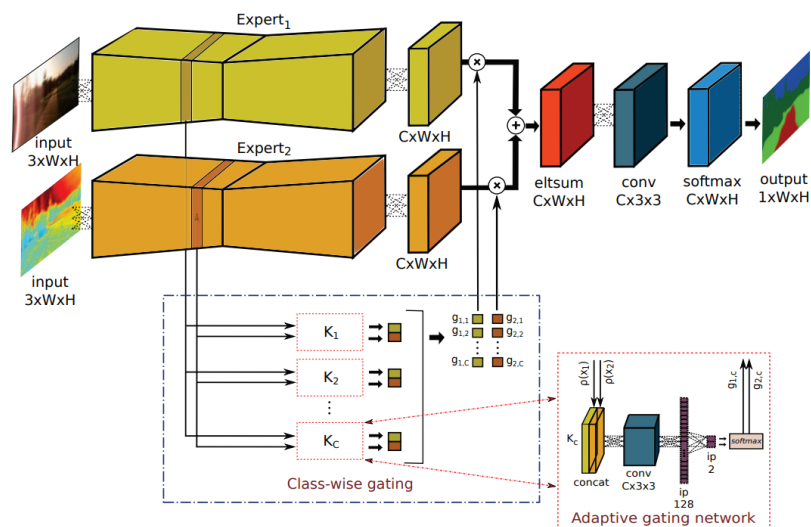 Expert1
input
3xWxH
CxWxH
Expert2
input
3xWxH
CxWxH
eltsum
CxWxH
conv
Cx3x3
softmax
CxWxH
output
1xWxH
g1,1 g2,1
g1,2 g2,2
g1,C g2,C
K1
K2
KC
Class-wise gating
ρ(x1)
ρ(x2)
g1,c
g2,c
Kc
concat
conv
Cx3x3
ip
128
ip
2
softmax
Adaptive gating network